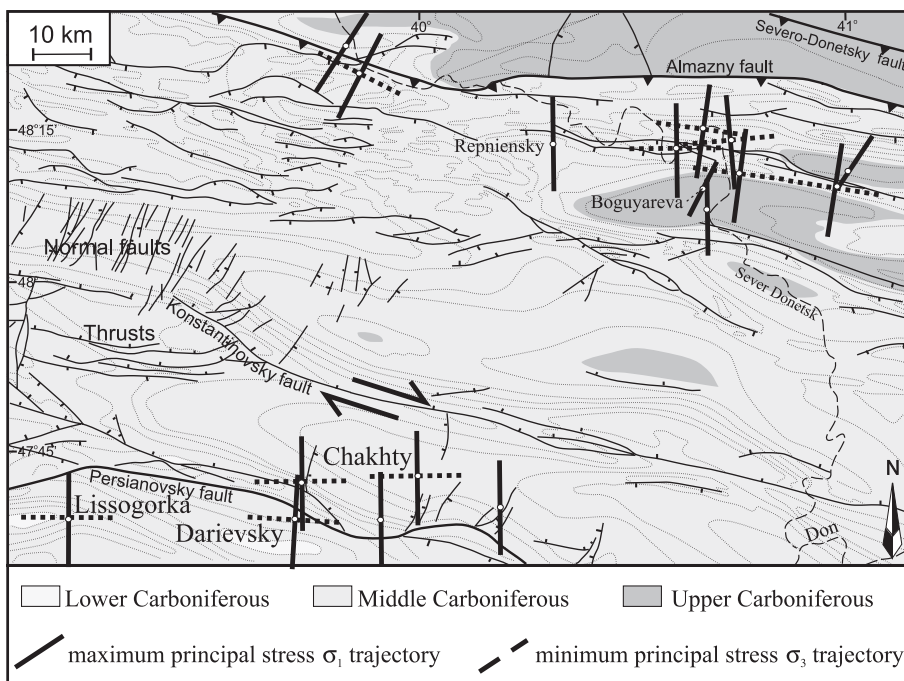 10 km
40°
41°
Severo-Donetsky fault
Almazny fault
48°15'
Repniensky
Boguyareva
Normal faults
48°
Sever Donetsk
Konstantinovsky fault
Thrusts
47°45'
Chakhty
Persianovsky fault
Lissogorka
Darievsky
N
Don
Lower Carboniferous Middle Carboniferous Upper Carboniferous
maximum principal stress σ1 trajectory minimum principal stress σ3 trajectory